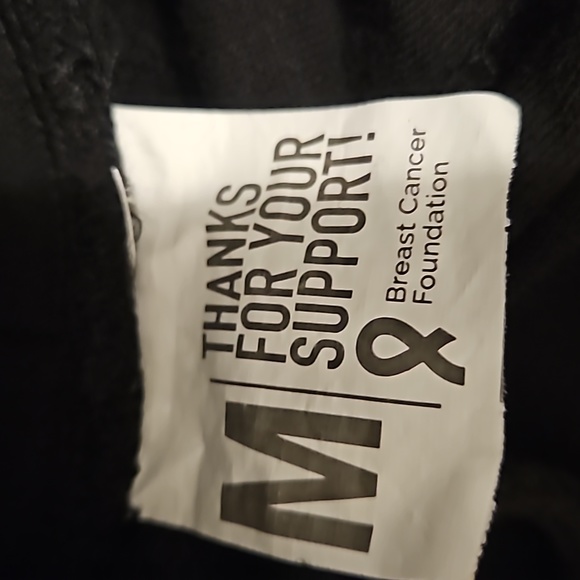 M
THANKS
FOR YOUR
SUPPORT!
Breast Cancer
Foundation